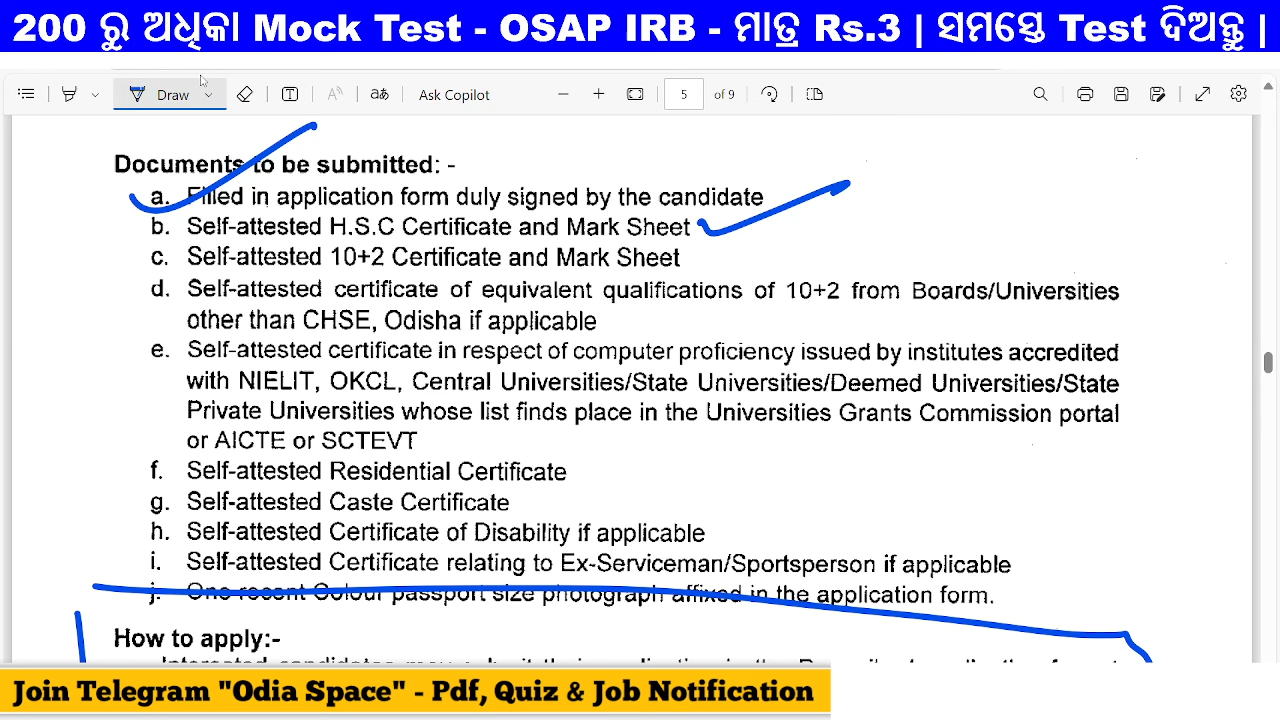 200 ରୁ ଅଧିକା Mock Test - OSAP IRB - ମାତ୍ର Rs.3 | ସମସ୍ତେ Test ଦିଅନ୍ତୁ |
Draw
Ask Copilot
5 of 9
Documents to be submitted: -
a. Filled in application form duly signed by the candidate
b. Self-attested H.S.C Certificate and Mark Sheet
c. Self-attested 10+2 Certificate and Mark Sheet
d. Self-attested certificate of equivalent qualifications of 10+2 from Boards/Universities
other than CHSE, Odisha if applicable
e. Self-attested certificate in respect of computer proficiency issued by institutes accredited
with NIELIT, OKCL, Central Universities/State Universities/Deemed Universities/State
Private Universities whose list finds place in the Universities Grants Commission portal
or AICTE or SCTEVT
f. Self-attested Residential Certificate
g. Self-attested Caste Certificate
h. Self-attested Certificate of Disability if applicable
i. Self-attested Certificate relating to Ex-Serviceman/Sportsperson if applicable
j. One recent Colour passport size photograph affixed in the application form.
How to apply:-
Join Telegram "Odia Space" - Pdf, Quiz & Job Notification